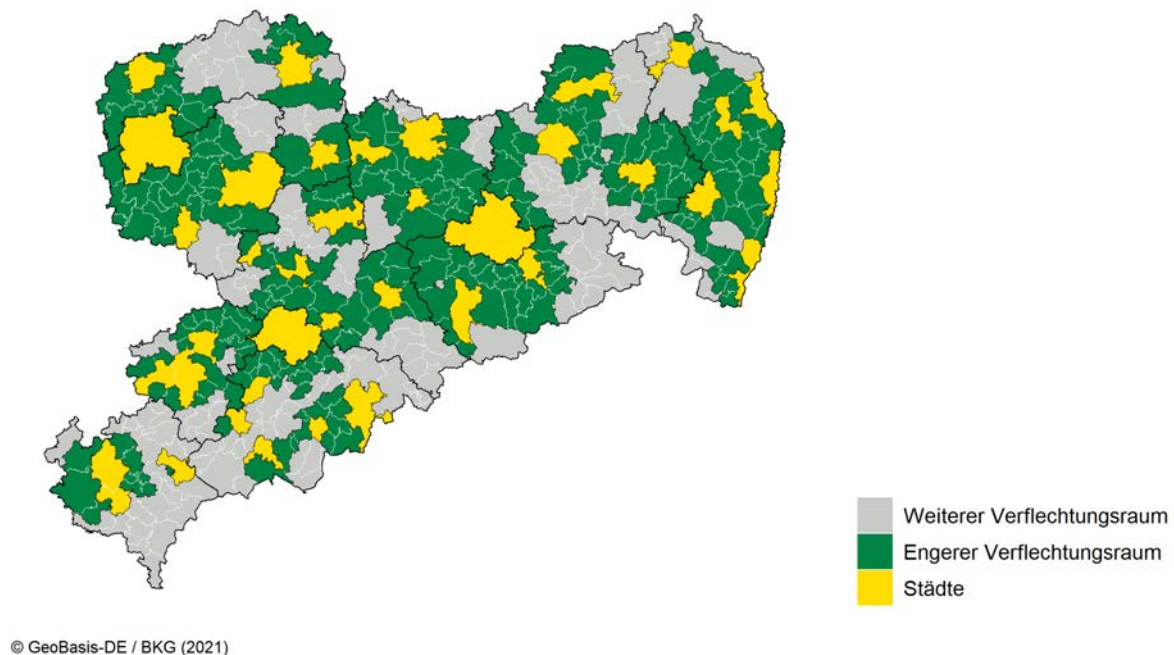 Weiterer Verflechtungsraum
Engerer Verflechtungsraum
Städte
© GeoBasis-DE / BKG (2021)